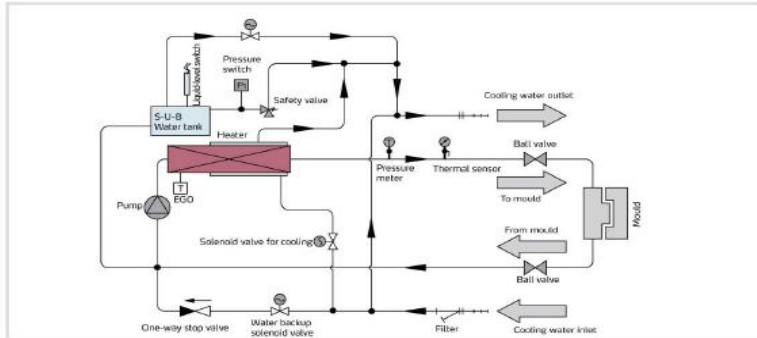 Liquid-level switch
Pressure
switch
Ph
Safety valve
S-U-B
Water tank
Heater
Cooling water outlet
Ball valve
Pressure
meter
Thermal sensor
To mould
T
EGO
Pump
Mould
Solenoid valve for cooling
S
From mould
Ball valve
One-way stop valve
Water backup
solenoid valve
Filter
Cooling water inlet